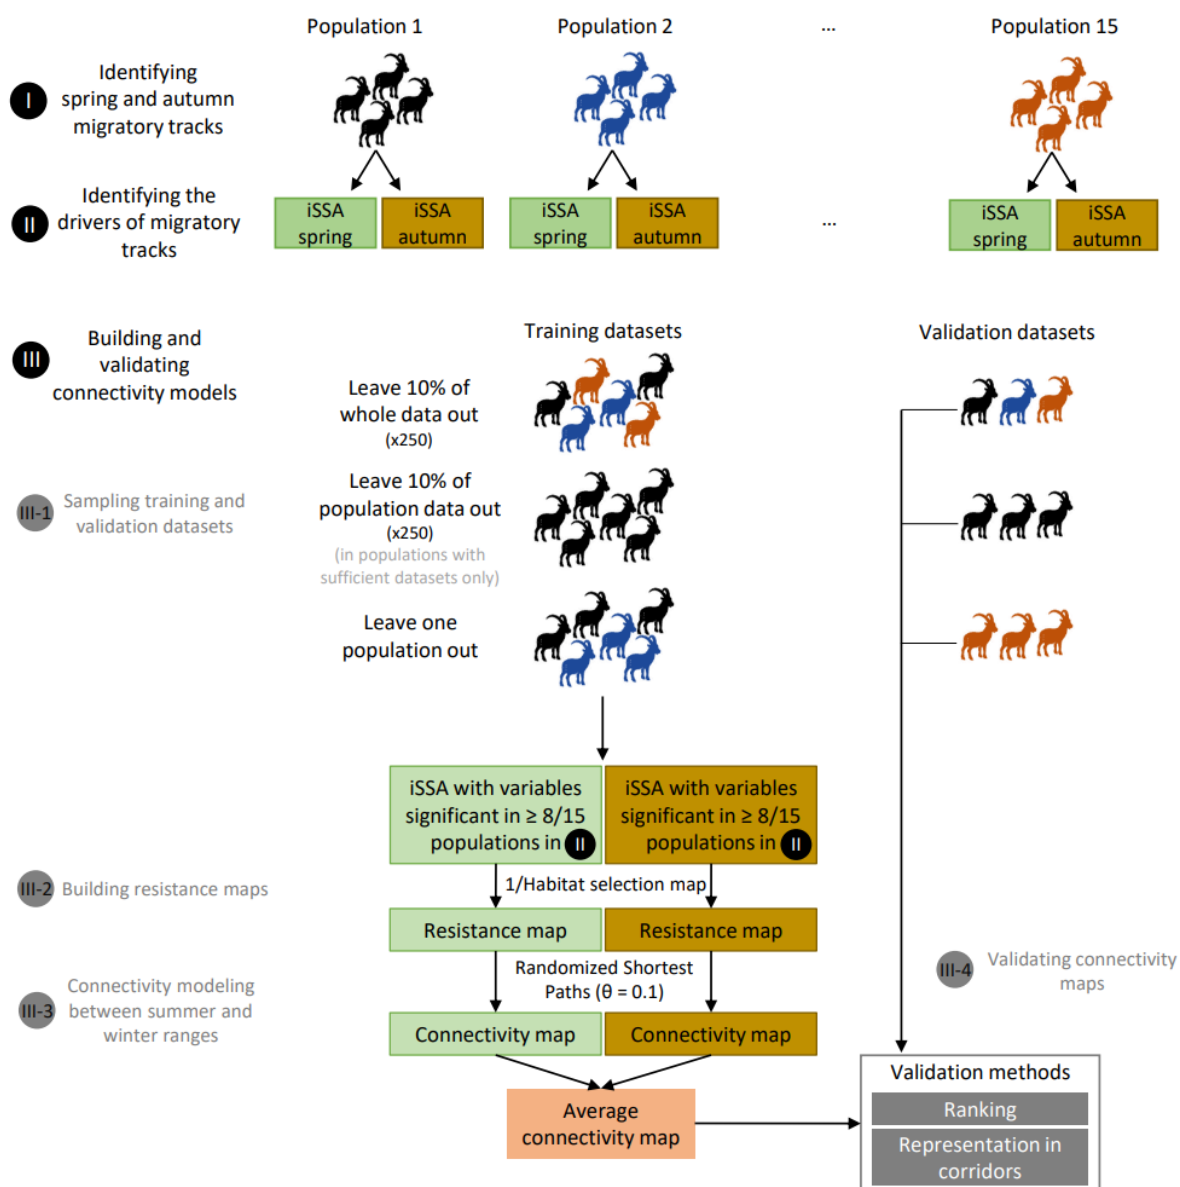 Population 1
Population 2
...
Population 15
I
Identifying
spring and autumn
migratory tracks
II
Identifying the
drivers of migratory
tracks
iSSA
spring
iSSA
autumn
iSSA
spring
iSSA
autumn
...
iSSA
spring
iSSA
autumn
III
Building and
validating
connectivity models
Training datasets
Validation datasets
Leave 10% of
whole data out
(x250)
III-1
Sampling training and
validation datasets
Leave 10% of
population data out
(x250)
(in populations with
sufficient datasets only)
Leave one
population out
iSSA with variables
significant in ≥ 8/15
populations in II
iSSA with variables
significant in ≥ 8/15
populations in II
III-2
Building resistance maps
1/Habitat selection map
Resistance map
Resistance map
III-3
Connectivity modeling
between summer and
winter ranges
Randomized Shortest
Paths (θ = 0.1)
III-4
Validating connectivity
maps
Connectivity map
Connectivity map
Average
connectivity map
Validation methods
Ranking
Representation in
corridors